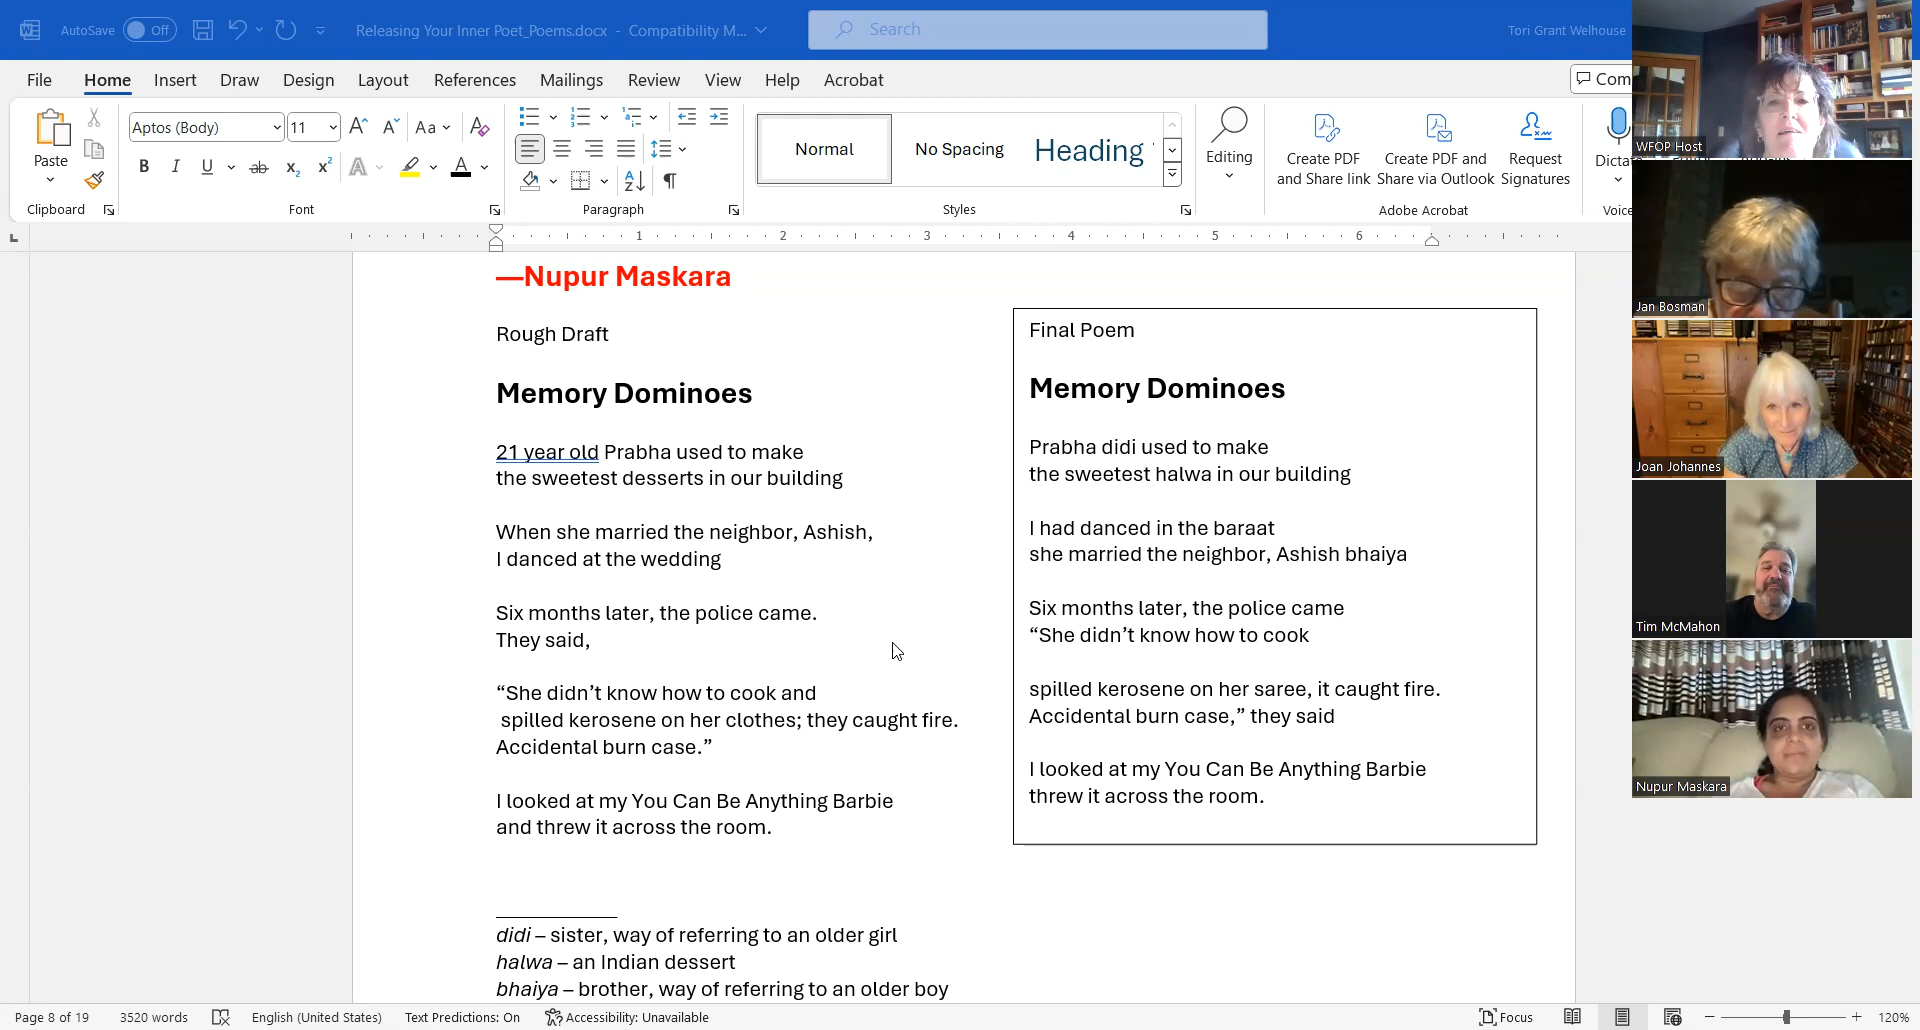 AutoSave Off Releasing Your Inner Poet_Poems.docx - Compatibility M... Search Tori Grant Welhouse
File Home Insert Draw Design Layout References Mailings Review View Help Acrobat Com
Paste
Clipboard
Aptos (Body) 11
Font
Paragraph
Normal No Spacing Heading
Styles
Editing
Create PDF and Share link
Create PDF and Share via Outlook
Request Signatures
Adobe Acrobat
Dictat
Voice
1 2 3 4 5 6
—Nupur Maskara
Rough Draft
Memory Dominoes
21 year old Prabha used to make
the sweetest desserts in our building
When she married the neighbor, Ashish,
I danced at the wedding
Six months later, the police came.
They said,
“She didn’t know how to cook and
spilled kerosene on her clothes; they caught fire.
Accidental burn case.”
I looked at my You Can Be Anything Barbie
and threw it across the room.
Final Poem
Memory Dominoes
Prabha didi used to make
the sweetest halwa in our building
I had danced in the baraat
she married the neighbor, Ashish bhaiya
Six months later, the police came
“She didn’t know how to cook
spilled kerosene on her saree, it caught fire.
Accidental burn case,” they said
I looked at my You Can Be Anything Barbie
threw it across the room.
didi – sister, way of referring to an older girl
halwa – an Indian dessert
bhaiya – brother, way of referring to an older boy
WFOP Host
Jan Bosman
Joan Johannes
Tim McMahon
Nupur Maskara
Page 8 of 19 3520 words English (United States) Text Predictions: On Accessibility: Unavailable Focus 120%